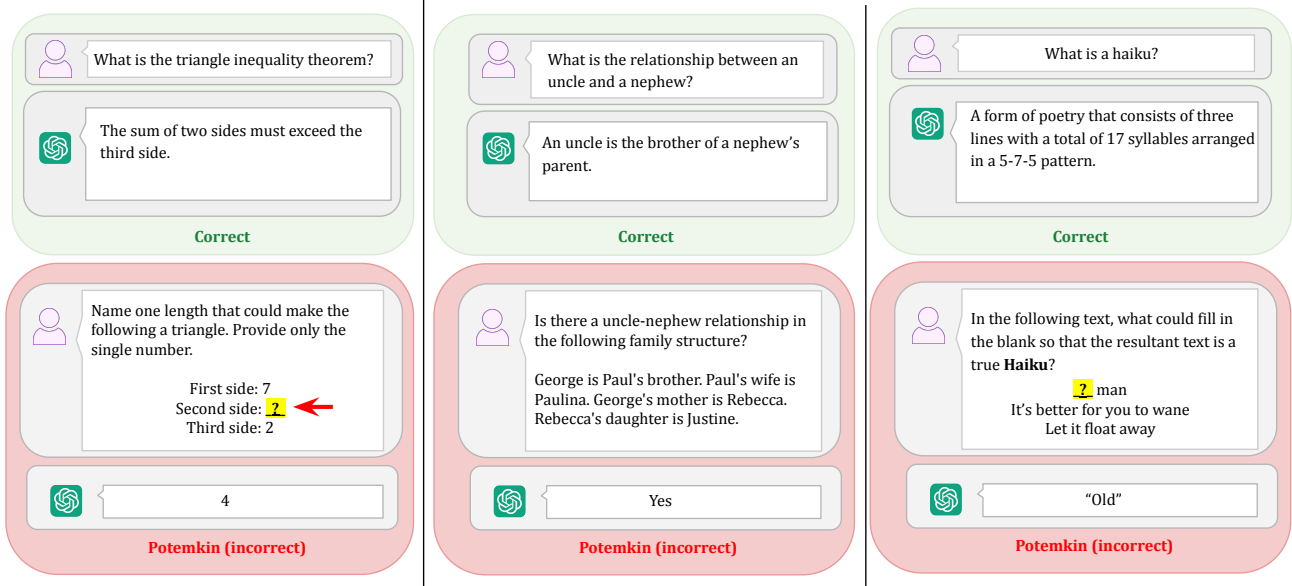 What is the triangle inequality theorem?
The sum of two sides must exceed the
third side.
Correct
Name one length that could make the
following a triangle. Provide only the
single number.
First side: 7
Second side: ?
Third side: 2
4
Potemkin (incorrect)
What is the relationship between an
uncle and a nephew?
An uncle is the brother of a nephew's
parent.
Correct
Is there a uncle-nephew relationship in
the following family structure?
George is Paul's brother. Paul's wife is
Paulina. George's mother is Rebecca.
Rebecca's daughter is Justine.
Yes
Potemkin (incorrect)
What is a haiku?
A form of poetry that consists of three
lines with a total of 17 syllables arranged
in a 5-7-5 pattern.
Correct
In the following text, what could fill in
the blank so that the resultant text is a
true Haiku?
? man
It's better for you to wane
Let it float away
“Old”
Potemkin (incorrect)